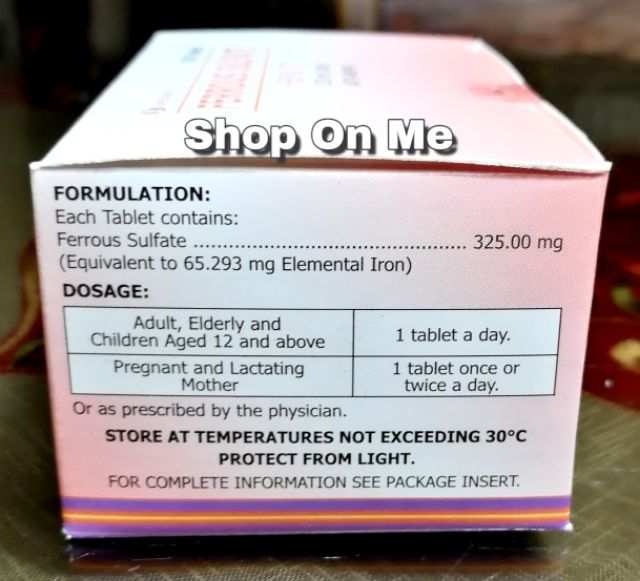 FERROUS SULFATE
Shop On Me
FORMULATION:
Each Tablet contains:
Ferrous Sulfate .................................................. 325.00 mg
(Equivalent to 65.293 mg Elemental Iron)
DOSAGE:
Adult, Elderly and
Children Aged 12 and above
1 tablet a day.
Pregnant and Lactating
Mother
1 tablet once or
twice a day.
Or as prescribed by the physician.
STORE AT TEMPERATURES NOT EXCEEDING 30°C
PROTECT FROM LIGHT.
FOR COMPLETE INFORMATION SEE PACKAGE INSERT.